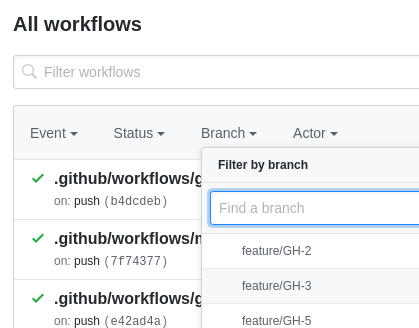 All workflows
Filter workflows
Event Status Branch Actor
Filter by branch
.github/workflows/g
on: push (b4dcdeb)
Find a branch
.github/workflows/
on: push (7f74377)
feature/GH-2
feature/GH-3
.github/workflows/g
on: push (e42ad4a)
feature/GH-5